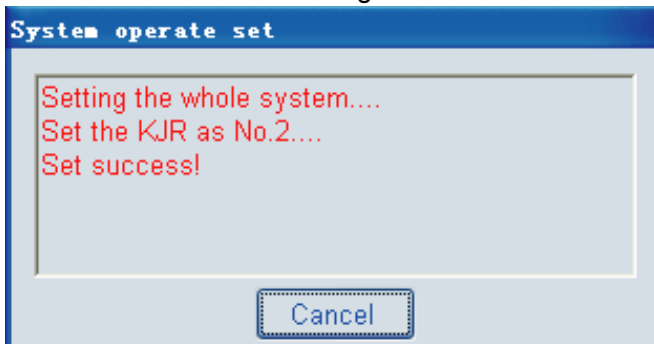 System operate set
Setting the whole system....
Set the KJR as No.2....
Set success!
Cancel